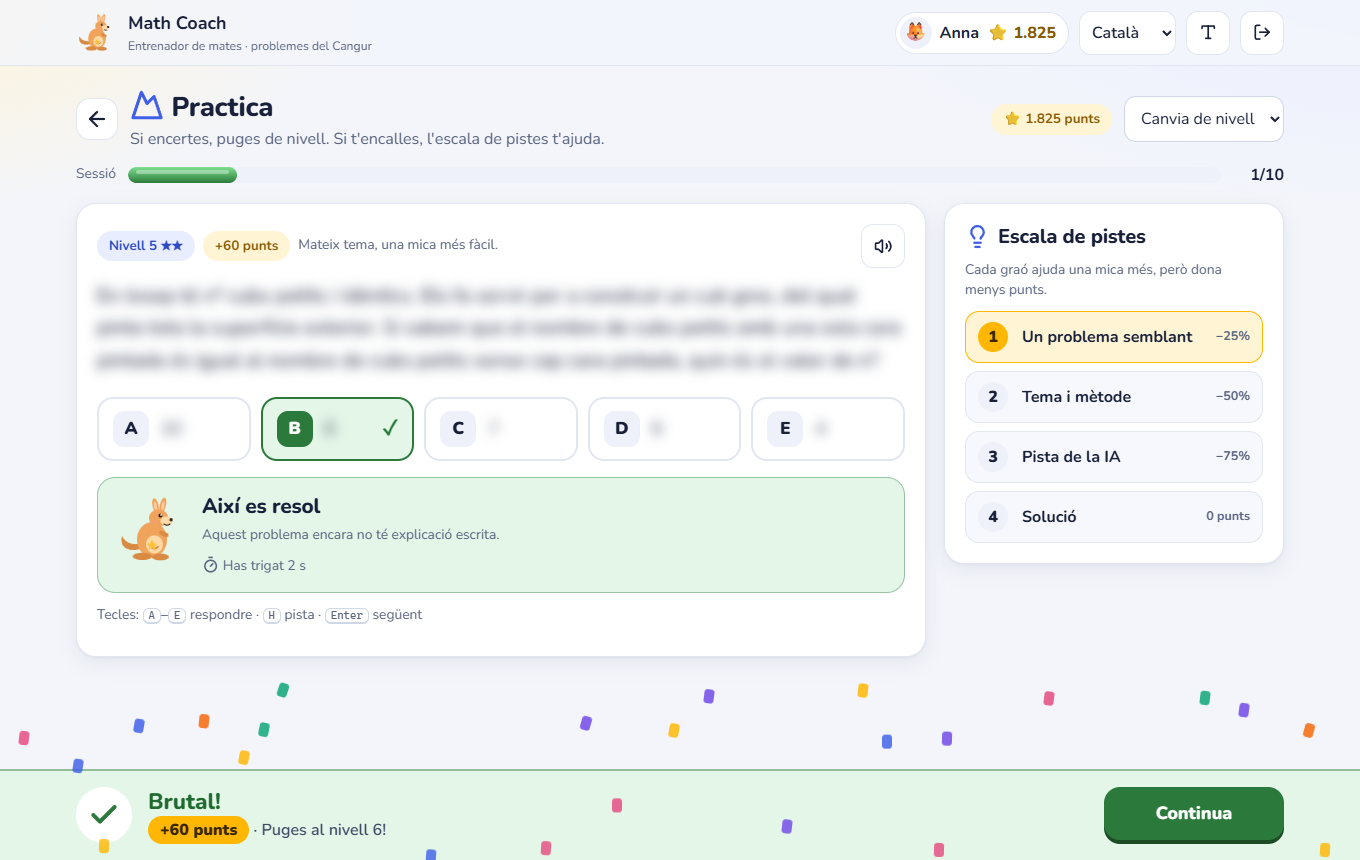 Math Coach
Entrenador de mates · problemes del Cangur
Anna 1.825
Català
Practica
Si encertes, puges de nivell. Si t'encalles, l'escala de pistes t'ajuda.
1.825 punts
Canvia de nivell
Sessió
1/10
Nivell 5 ★★
+60 punts
Mateix tema, una mica més fàcil.
A
B
C
D
E
Així es resol
Aquest problema encara no té explicació escrita.
Has trigat 2 s
Tecles: A–E respondre · H pista · Enter següent
Escala de pistes
Cada graó ajuda una mica més, però dona
menys punts.
1 Un problema semblant −25%
2 Tema i mètode −50%
3 Pista de la IA −75%
4 Solució 0 punts
Brutal!
+60 punts · Puges al nivell 6!
Continua